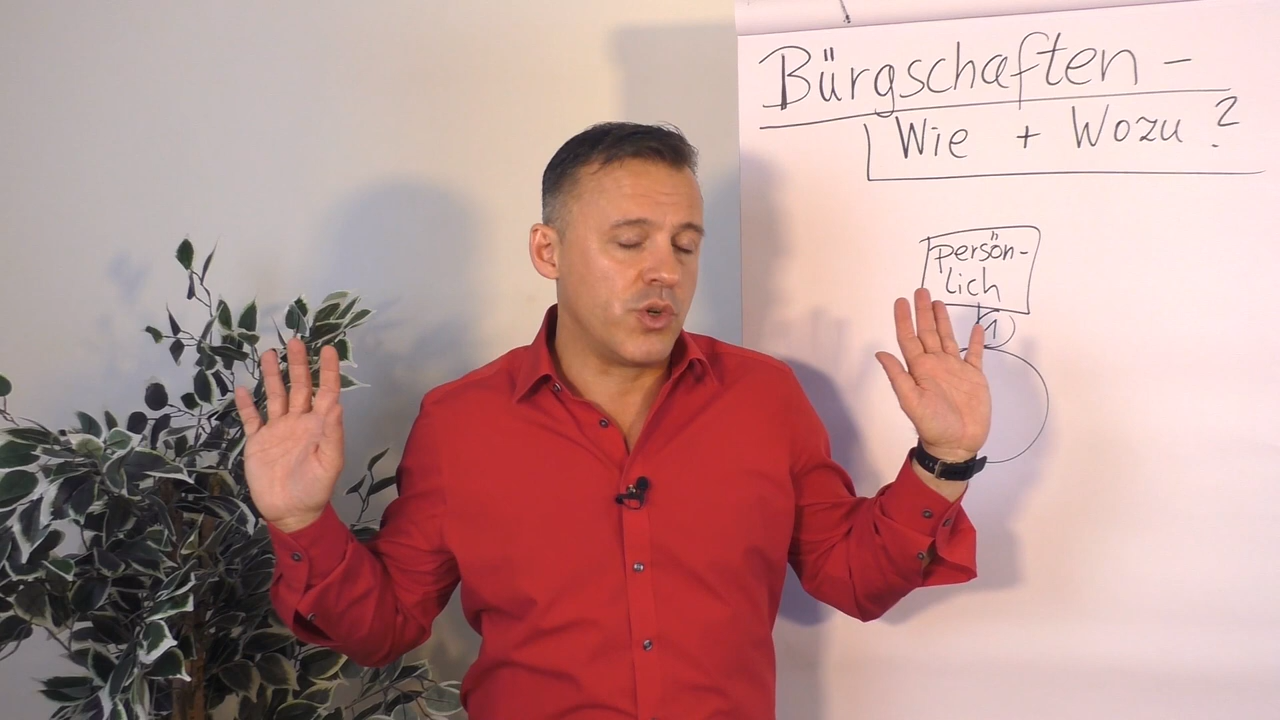 Bürgschaften -
Wie + Wozu ?
persön-
lich
1